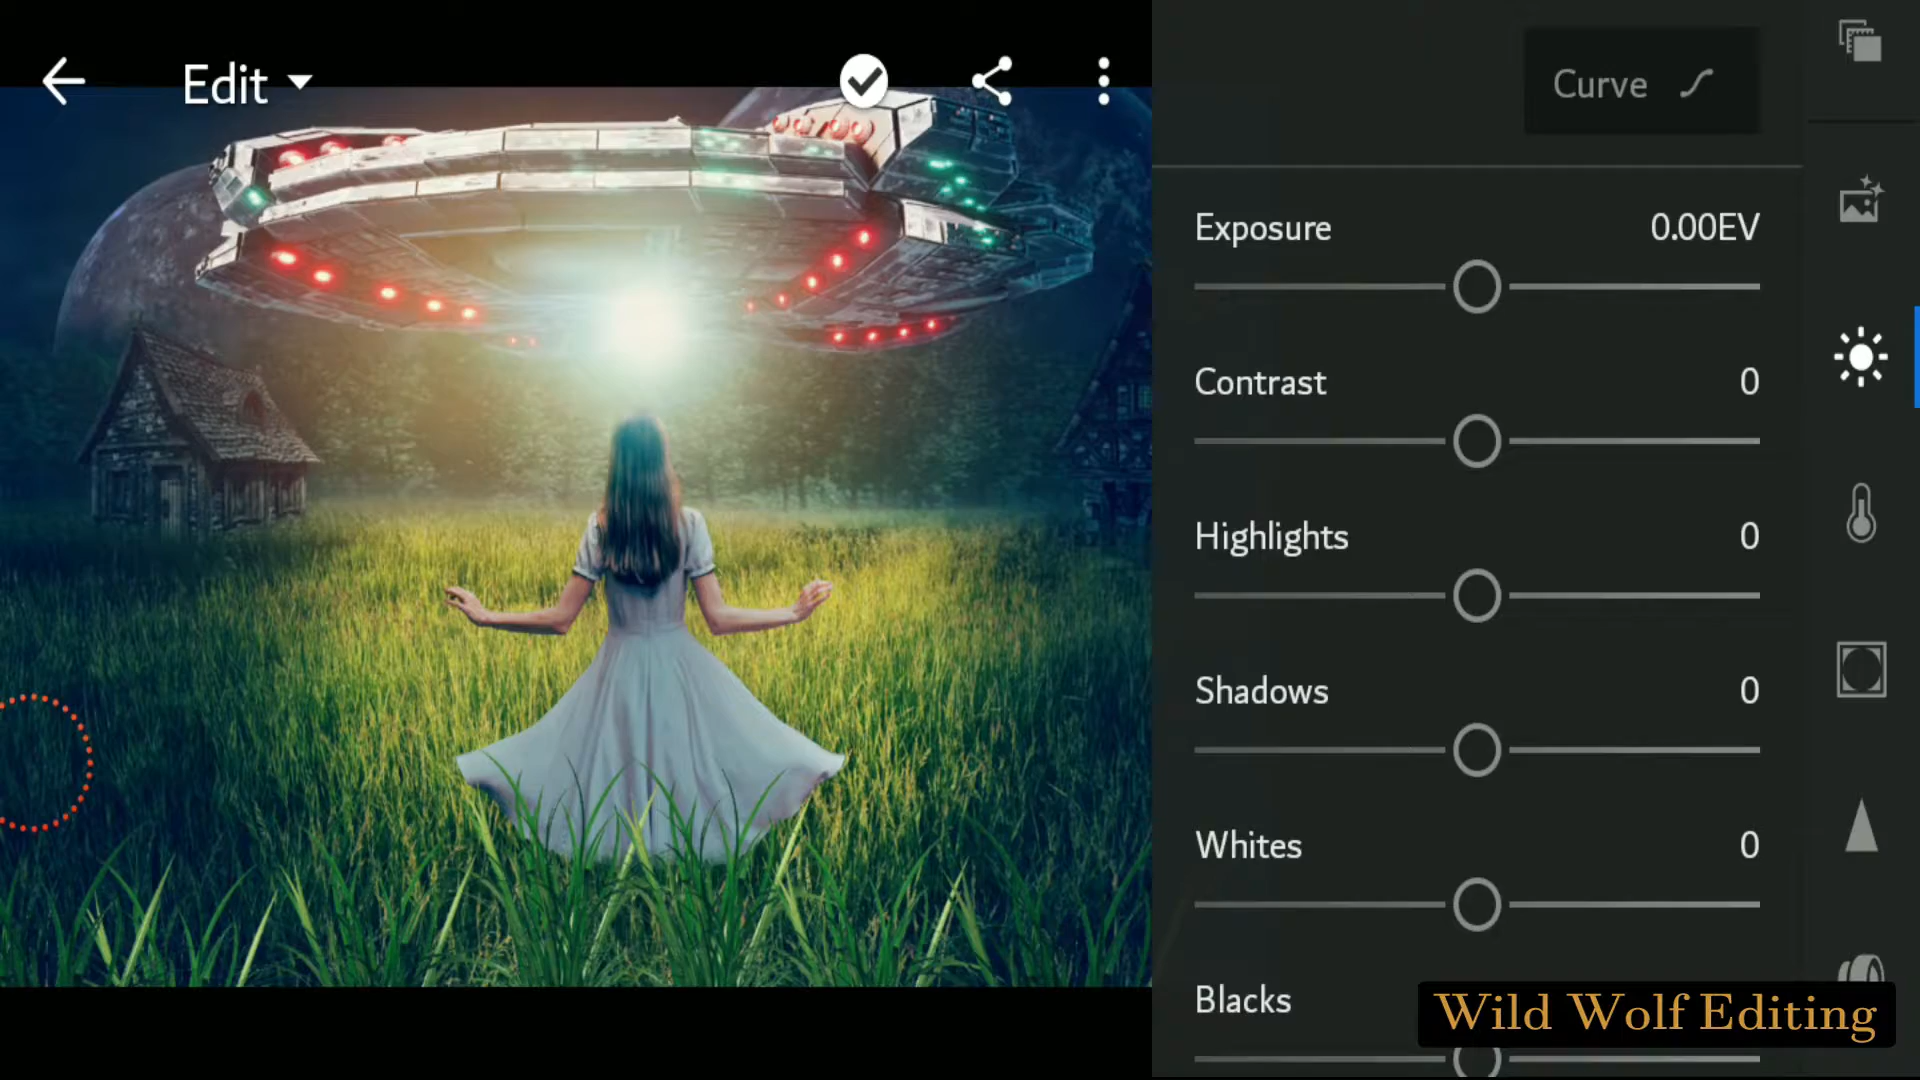 Edit
Curve
Exposure 0.00EV
Contrast 0
Highlights 0
Shadows 0
Whites 0
Blacks
Wild Wolf Editing